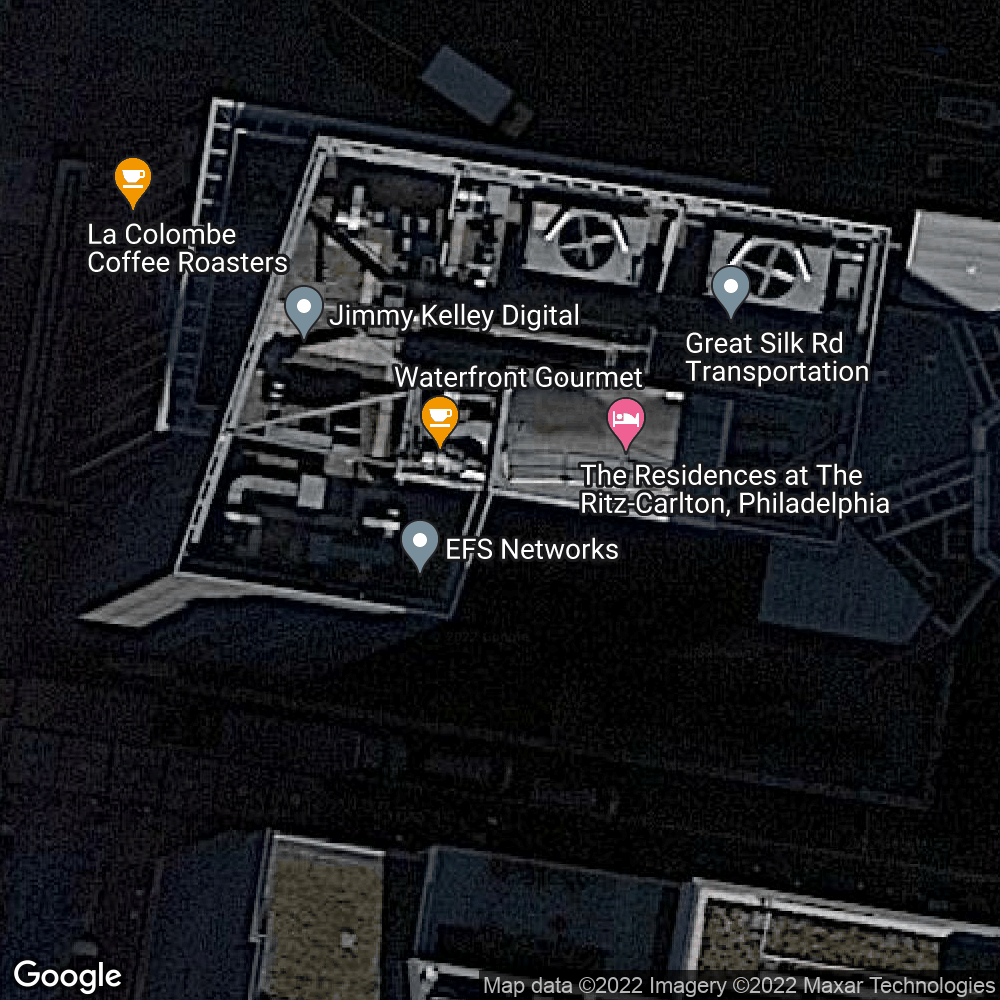 La Colombe
Coffee Roasters
Jimmy Kelley Digital
Great Silk Rd
Transportation
Waterfront Gourmet
The Residences at The
Ritz-Carlton, Philadelphia
EFS Networks
Google
Map data ©2022 Imagery ©2022 Maxar Technologies